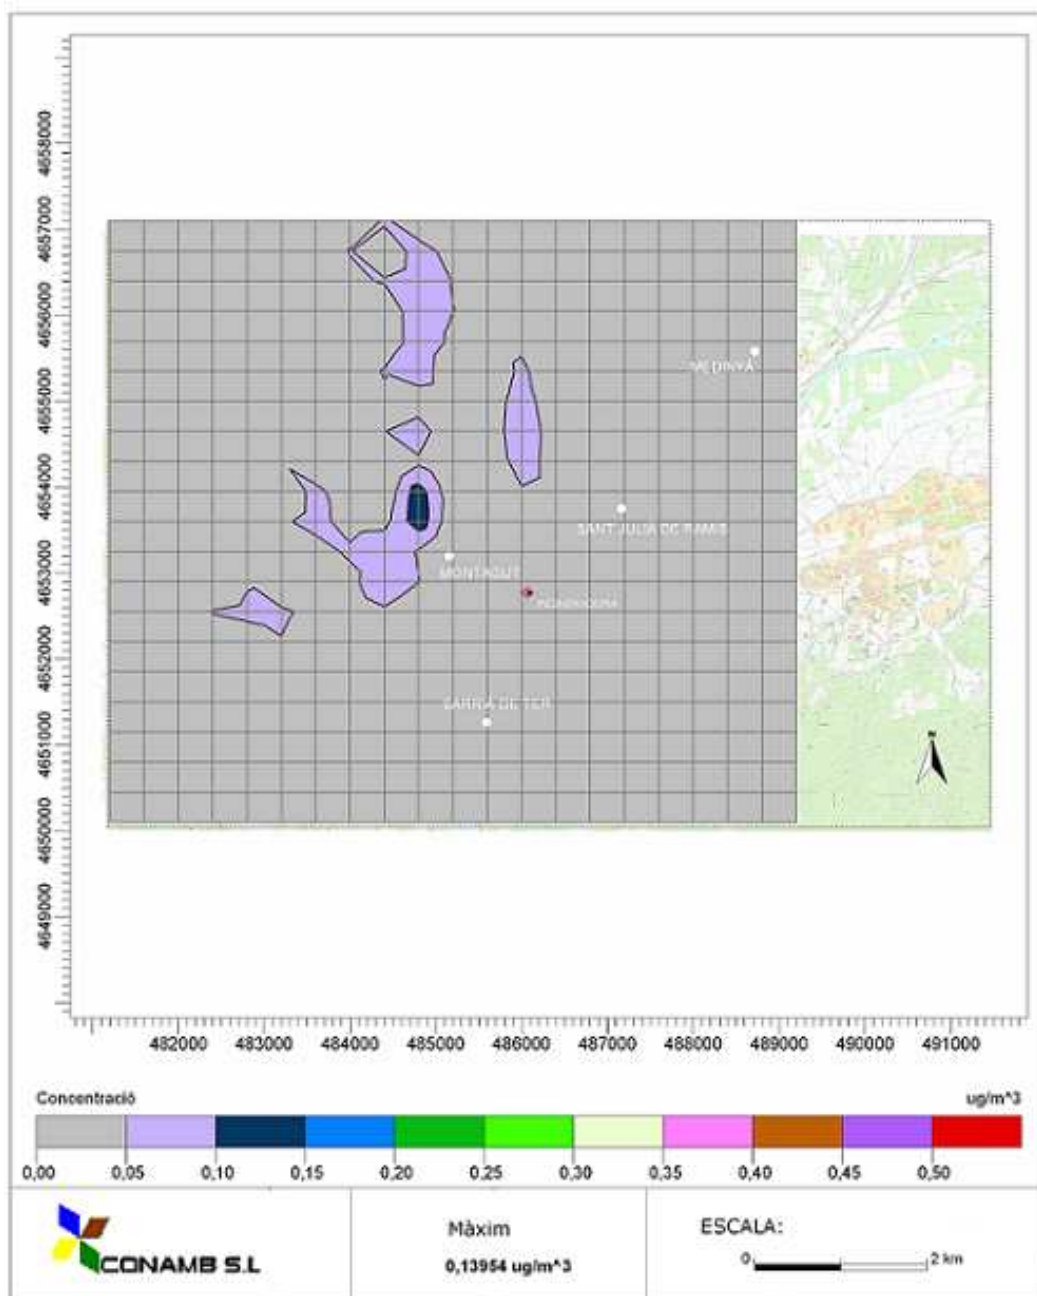 4658000
4657000
4656000
4655000
4654000
4653000
4652000
4651000
4650000
4649000
MEDINYÀ
SANT JULIÀ DE RAMIS
MONTAGUT
SARRIÀ DE TER
N
482000 483000 484000 485000 486000 487000 488000 489000 490000 491000
Concentració ug/m^3
0,00 0,05 0,10 0,15 0,20 0,25 0,30 0,35 0,40 0,45 0,50
CONAMB S.L
Màxim
0,13954 ug/m^3
ESCALA:
0 2 km